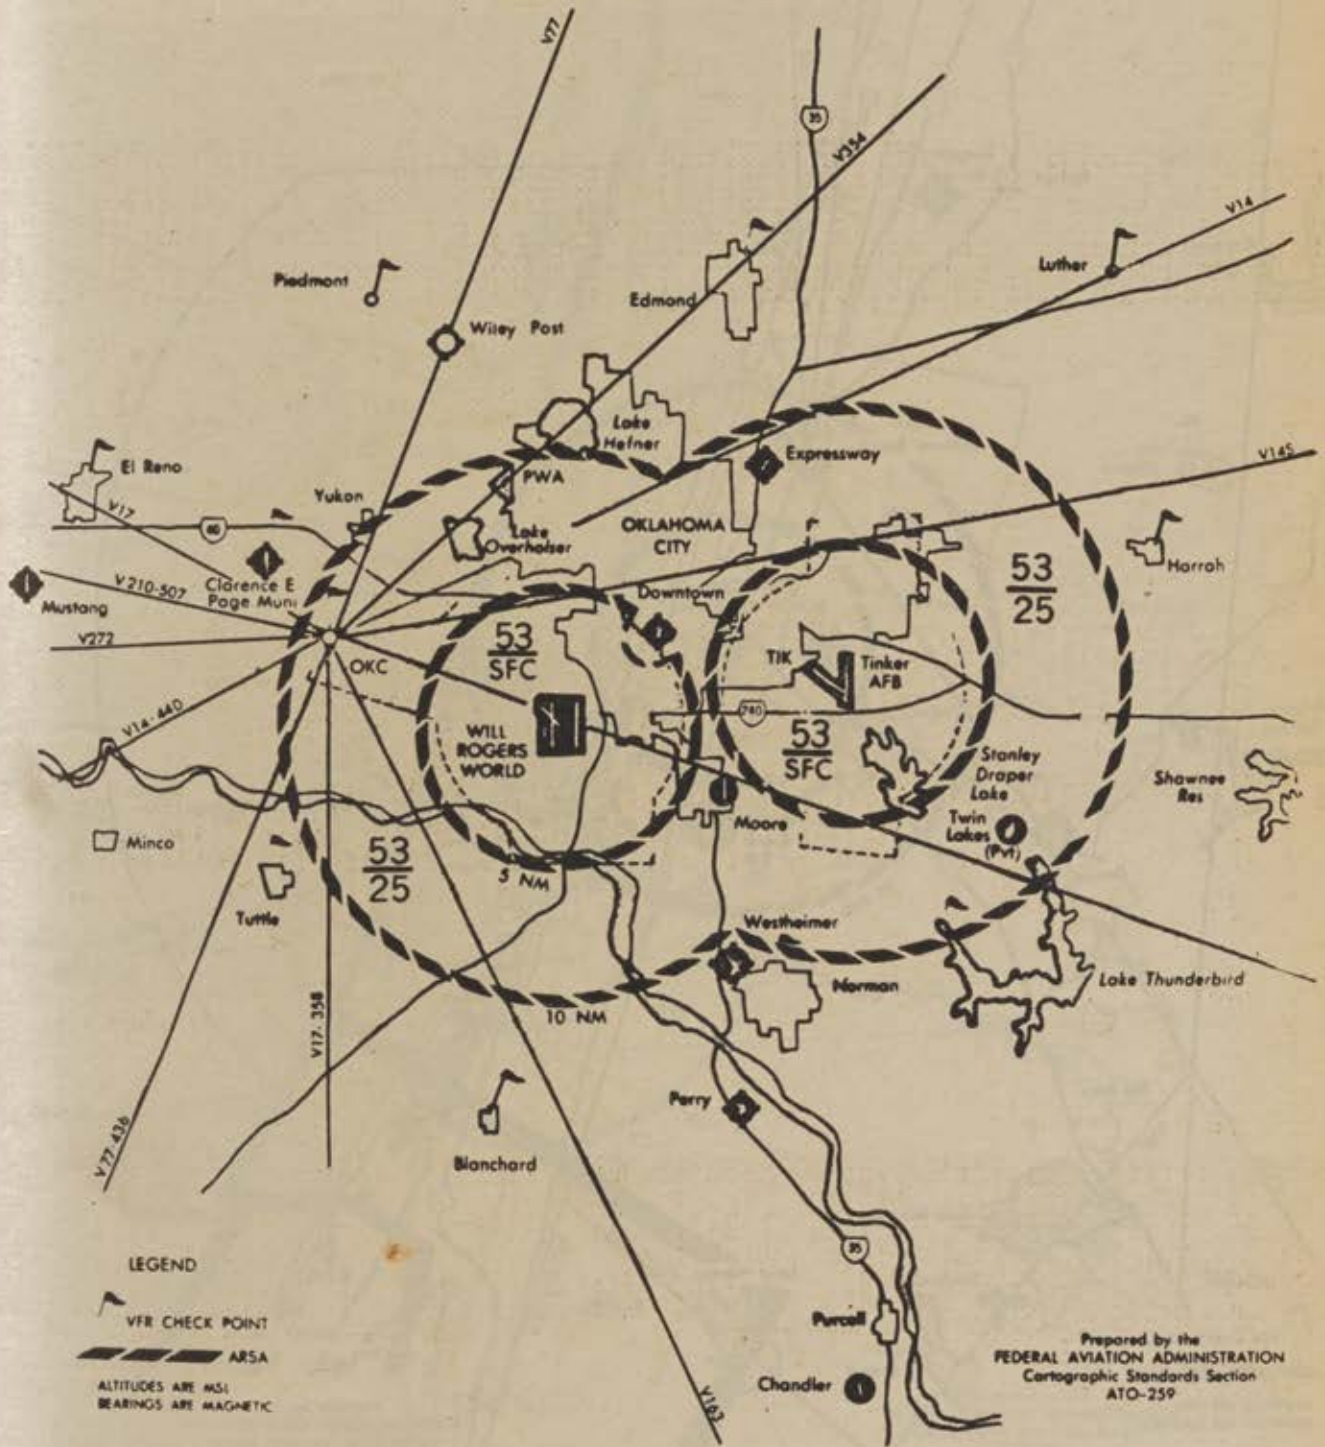 V77
35
V354
V14
Piedmont
Luther
Edmond
Wiley Post
Lake
Hefner
El Reno
PWA
Expressway
V145
V17
Yukon
40
OKLAHOMA
CITY
Lake
Overholser
Harrah
53
25
V210-507
Clarence E
Page Muni
Mustang
Downtown
V272
53
SFC
OKC
TIK
Tinker
AFB
V14-440
240
WILL
ROGERS
WORLD
53
SFC
Stanley
Draper
Lake
Shawnee
Res
Moore
Twin
Lakes
(Pvt)
Minco
53
25
5 NM
Tuttle
Westheimer
Norman
Lake Thunderbird
10 NM
V17-358
V77-436
Perry
Blanchard
35
LEGEND
VFR CHECK POINT
ARSA
ALTITUDES ARE MSL
BEARINGS ARE MAGNETIC
Purcell
Chandler
V163
Prepared by the
FEDERAL AVIATION ADMINISTRATION
Cartographic Standards Section
ATO-259